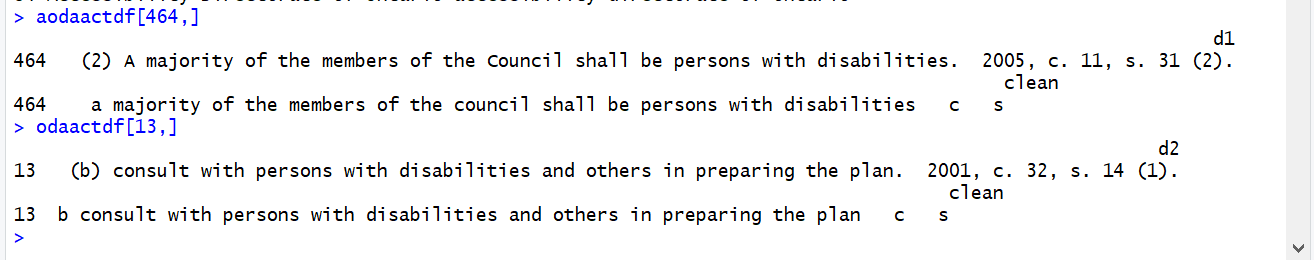 > aodaactdf[464,]
d1
464 (2) A majority of the members of the Council shall be persons with disabilities. 2005, c. 11, s. 31 (2).
clean
464 a majority of the members of the council shall be persons with disabilities c s
> odaactdf[13,]
d2
13 (b) consult with persons with disabilities and others in preparing the plan. 2001, c. 32, s. 14 (1).
clean
13 b consult with persons with disabilities and others in preparing the plan c s
>